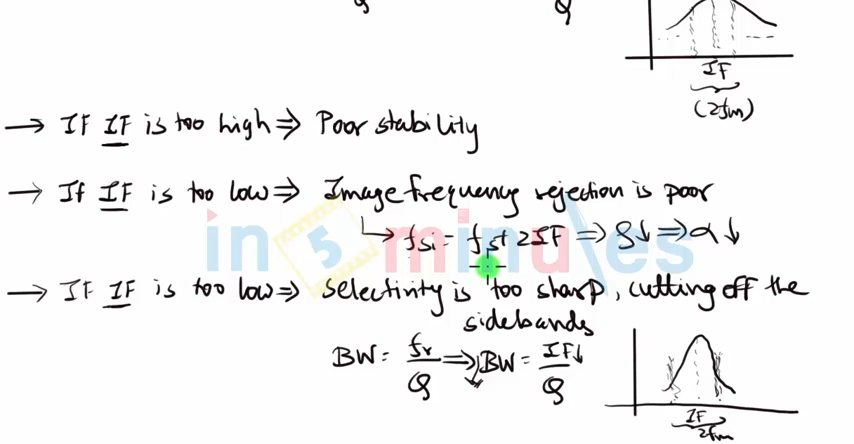 Q Q
IF
(2fm)
→ IF IF is too high ⇒ Poor stability
→ If IF is too low ⇒ Image frequency rejection is poor
↳ fsi = fs + 2IF ⇒ ρ↓ ⇒ α↓
in 5 minutes
→ IF IF is too low ⇒ Selectivity is too sharp, cutting off the
sidebands
BW = fr/Q ⇒ ↓BW = IF↓/Q
IF
2fm